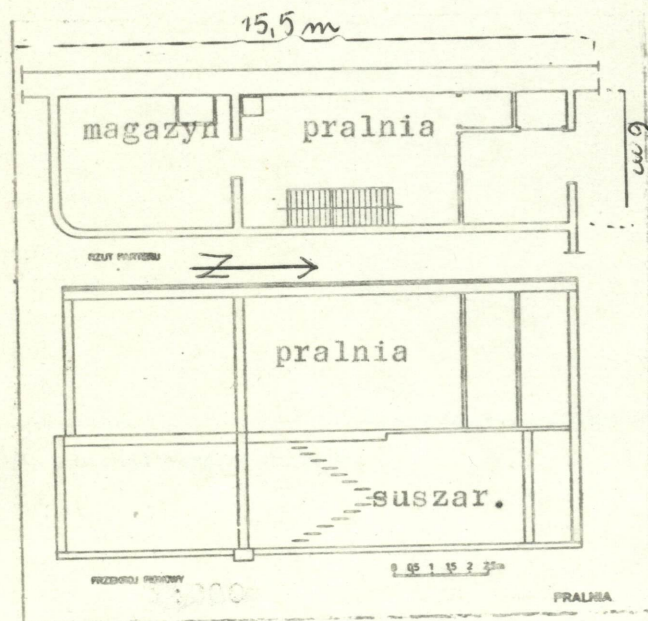 15,5 m
magazyn pralnia
9 m
RZUT PARTERU
Z
pralnia
suszar.
PRZEKRÓJ PIONOWY
0 0,5 1 1,5 2 2,5m
PRALNIA